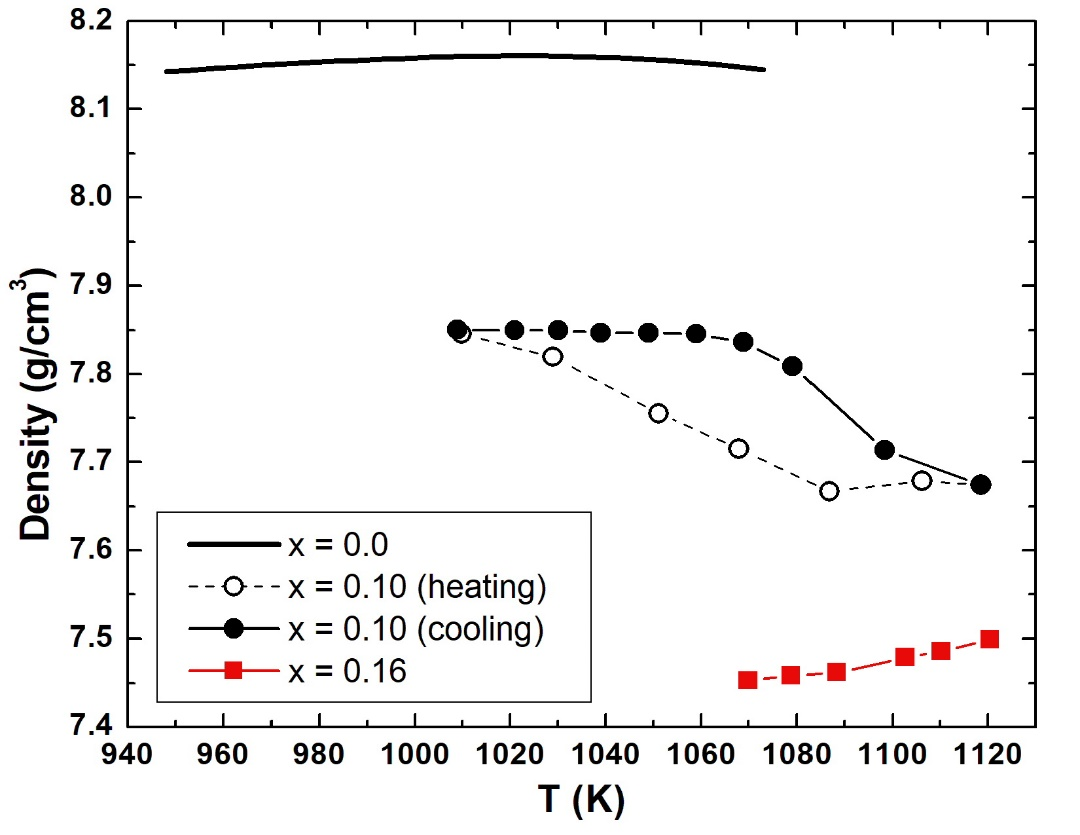 8.2
8.1
8.0
7.9
7.8
7.7
7.6
7.5
7.4
Density (g/cm³)
x = 0.0
x = 0.10 (heating)
x = 0.10 (cooling)
x = 0.16
940 960 980 1000 1020 1040 1060 1080 1100 1120
T (K)